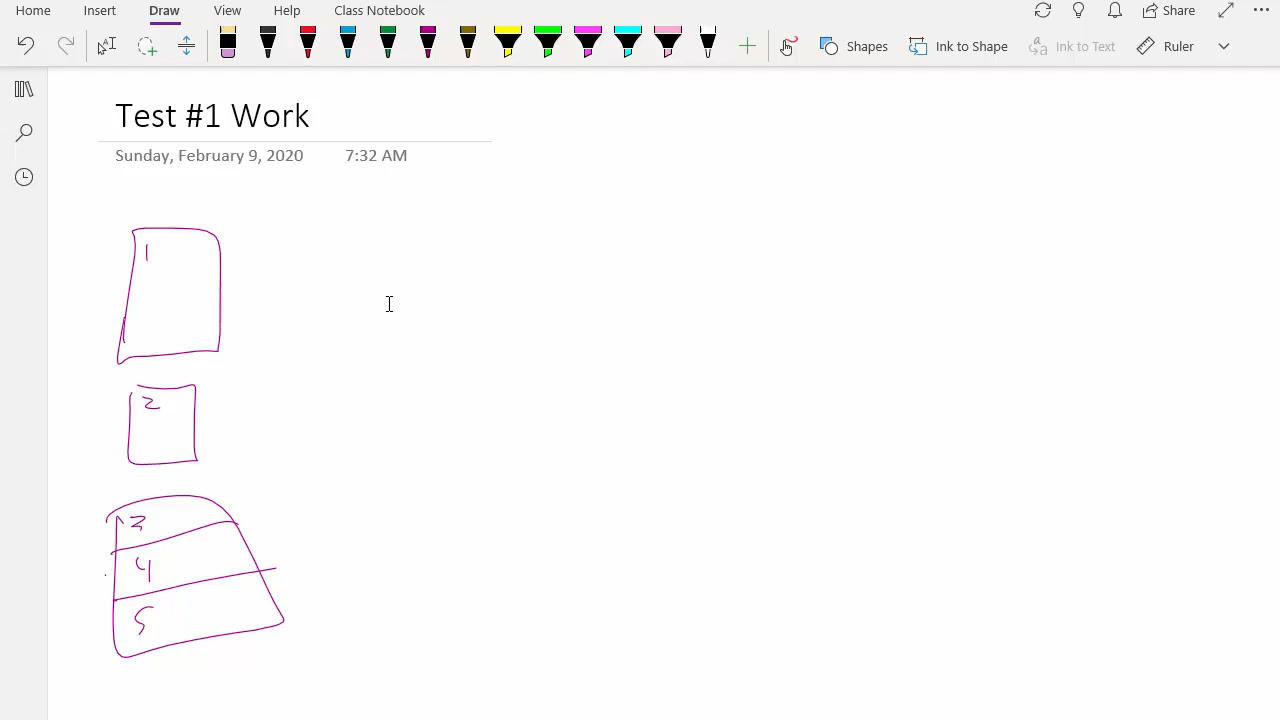 Home Insert Draw View Help Class Notebook Share
Shapes Ink to Shape Ink to Text Ruler
Test #1 Work
Sunday, February 9, 2020 7:32 AM
1
2
3
4
5